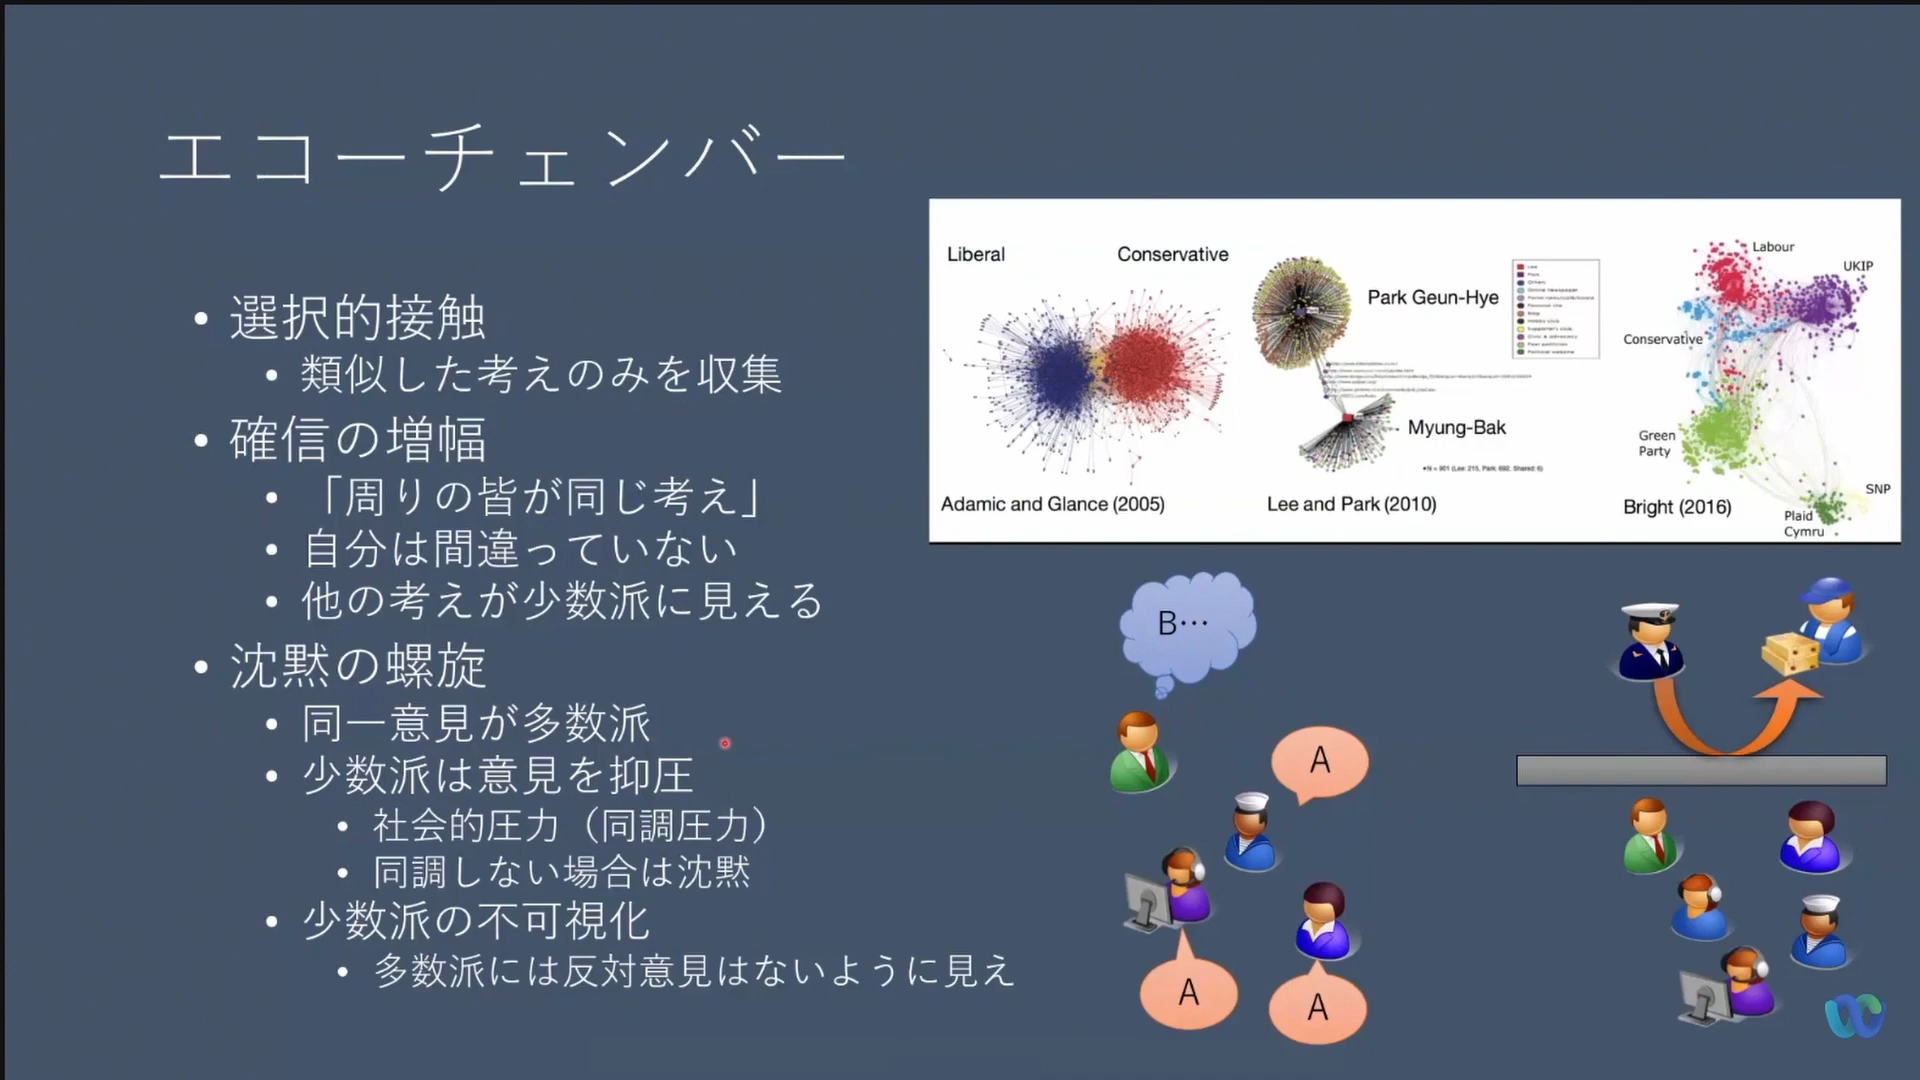 エコーチェンバー
• 選択的接触
• 類似した考えのみを収集
• 確信の増幅
• 「周りの皆が同じ考え」
• 自分は間違っていない
• 他の考えが少数派に見える
• 沈黙の螺旋
• 同一意見が多数派
• 少数派は意見を抑圧
• 社会的圧力（同調圧力）
• 同調しない場合は沈黙
• 少数派の不可視化
• 多数派には反対意見はないように見え
Liberal
Conservative
Adamic and Glance (2005)
Park Geun-Hye
Myung-Bak
•N = 901 (Lee: 215, Park: 692, Shared: 6)
Lee and Park (2010)
Labour
UKIP
Conservative
Green
Party
SNP
Plaid
Cymru
Bright (2016)
B…
A
A
A